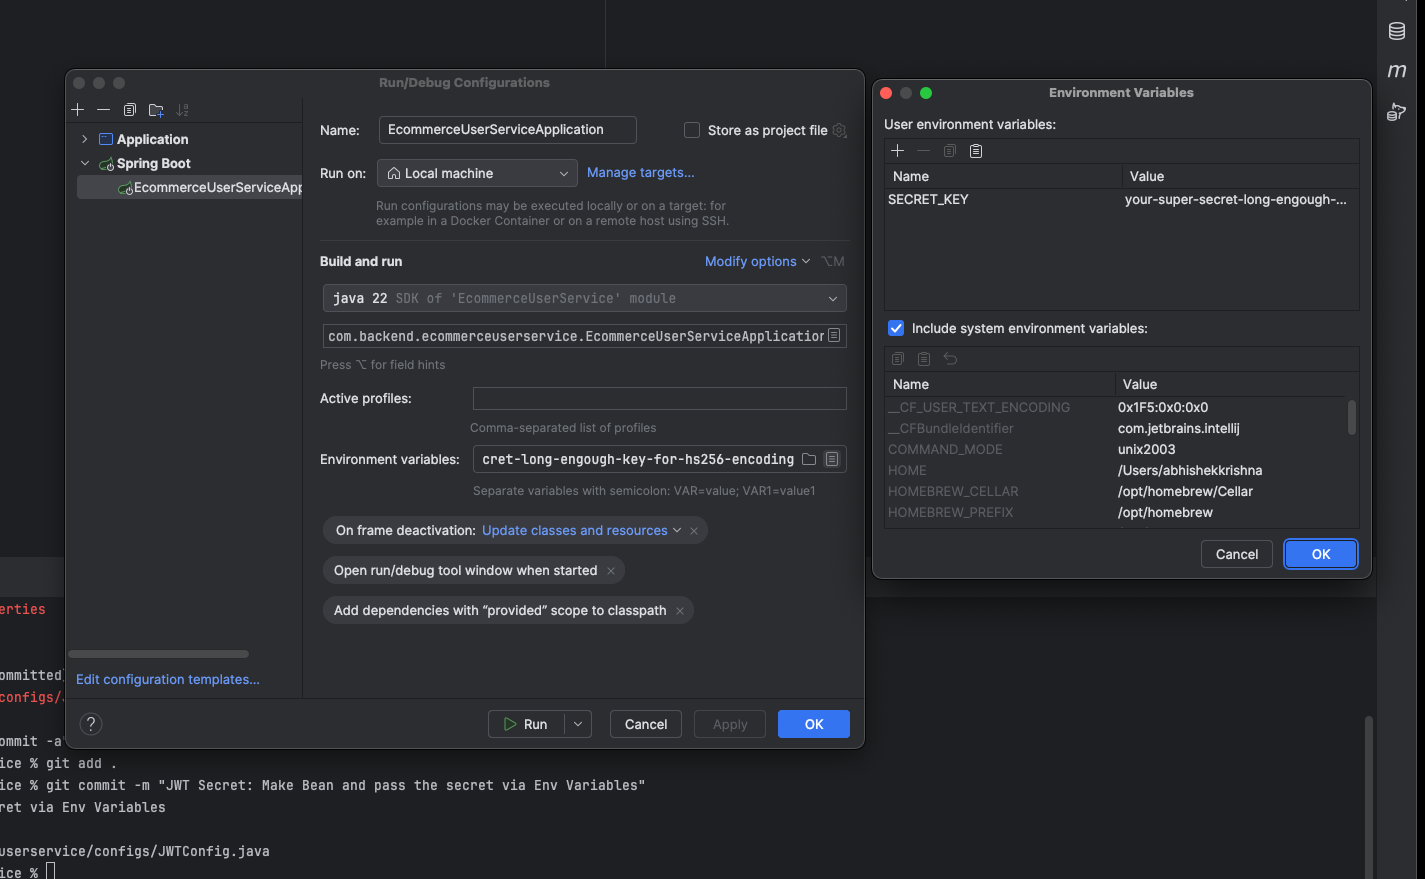 Run/Debug Configurations
Application
Spring Boot
EcommerceUserServiceApp
Edit configuration templates...
Name: EcommerceUserServiceApplication Store as project file
Run on: Local machine Manage targets...
Run configurations may be executed locally or on a target: for
example in a Docker Container or on a remote host using SSH.
Build and run Modify options ⌥M
java 22 SDK of 'EcommerceUserService' module
com.backend.ecommerceuserservice.EcommerceUserServiceApplication
Press ⌥ for field hints
Active profiles:
Comma-separated list of profiles
Environment variables: cret-long-engough-key-for-hs256-encoding
Separate variables with semicolon: VAR=value; VAR1=value1
On frame deactivation: Update classes and resources
Open run/debug tool window when started
Add dependencies with “provided” scope to classpath
? Run Cancel Apply OK
Environment Variables
User environment variables:
Name Value
SECRET_KEY your-super-secret-long-engough-...
Include system environment variables:
Name Value
__CF_USER_TEXT_ENCODING 0x1F5:0x0:0x0
__CFBundleIdentifier com.jetbrains.intellij
COMMAND_MODE unix2003
HOME /Users/abhishekkrishna
HOMEBREW_CELLAR /opt/homebrew/Cellar
HOMEBREW_PREFIX /opt/homebrew
Cancel OK
m
erties
ommitted)
configs/J
ommit -a"
ice % git add .
ice % git commit -m "JWT Secret: Make Bean and pass the secret via Env Variables"
ret via Env Variables
userservice/configs/JWTConfig.java
ice %